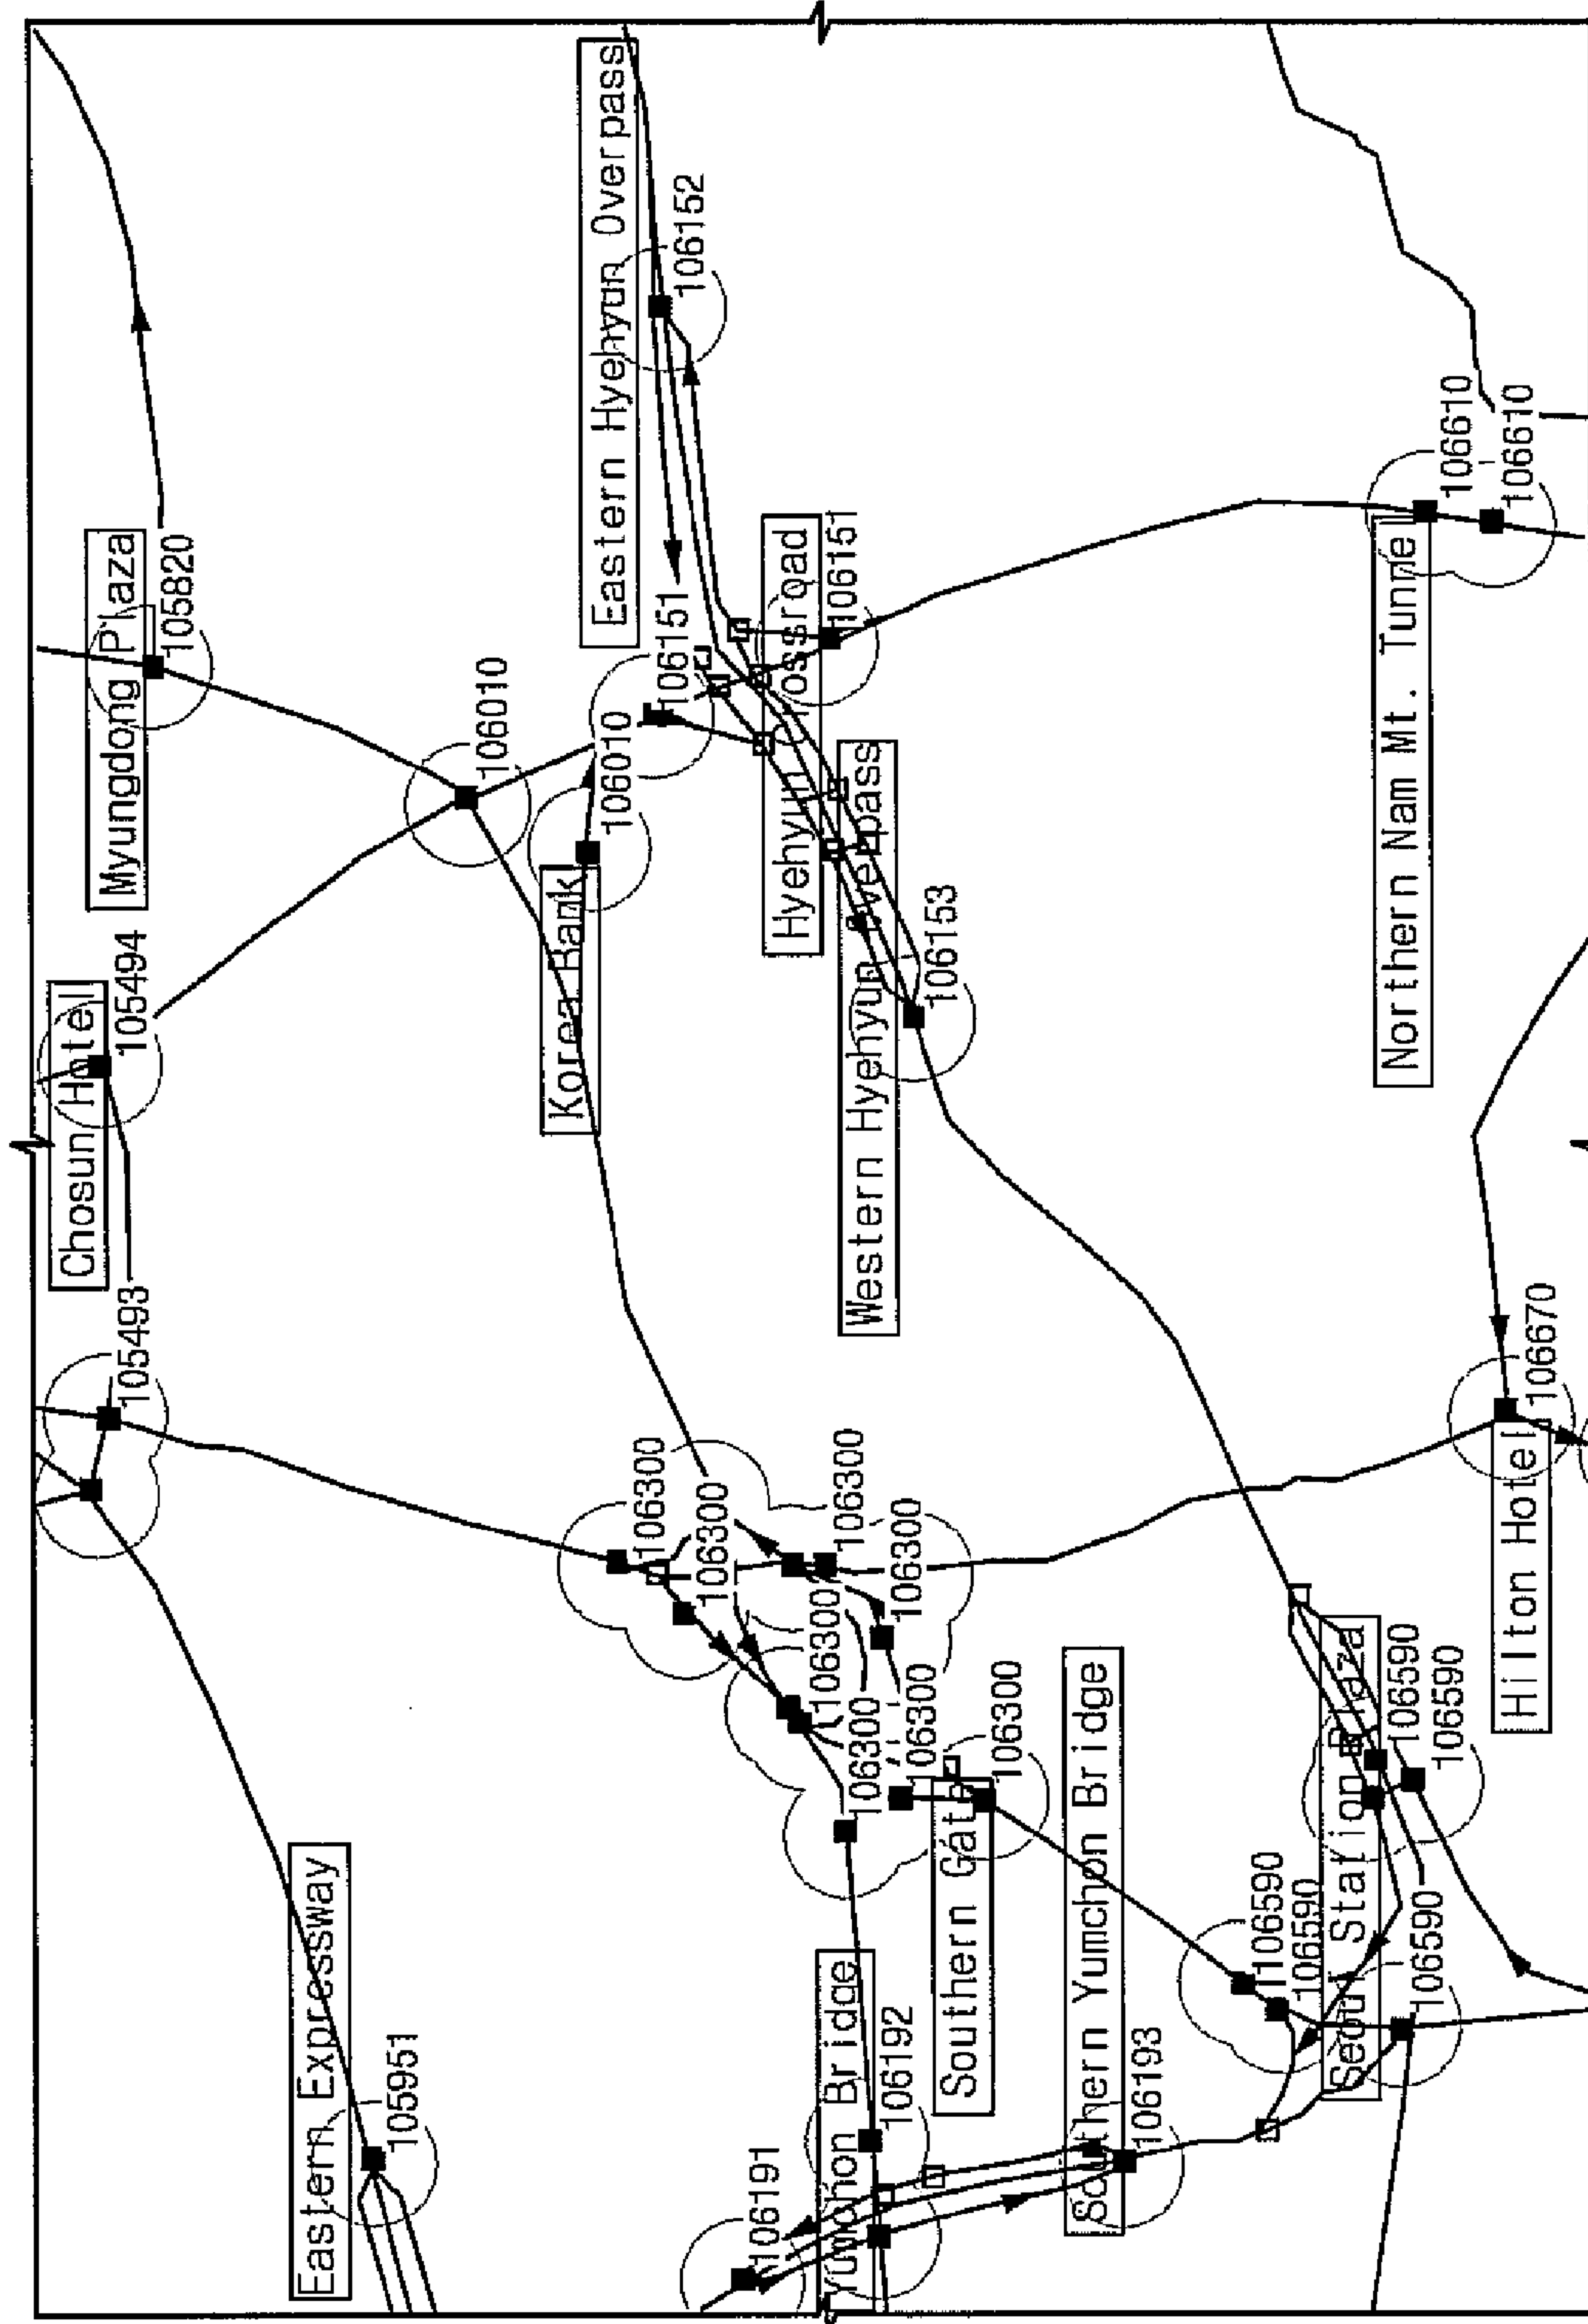 Eastern Expressway
105951
Chosun Hotel
105493
105494
Myungdong Plaza
105820
106010
Korea Bank
106010
Eastern Hyehyun Overpass
106152
106151
Hyehyun Crossroad
106151
Western Hyehyun Overpass
106153
106300
106300
106300
106300
106300
106300
106300
106300
Southern Gate
Yumchon Bridge
106191
106192
Southern Yumchon Bridge
106193
106590
106590
Seoul Station Plaza
106590
106590
106590
Hilton Hotel
106670
Northern Nam Mt. Tunnel
106610
106610